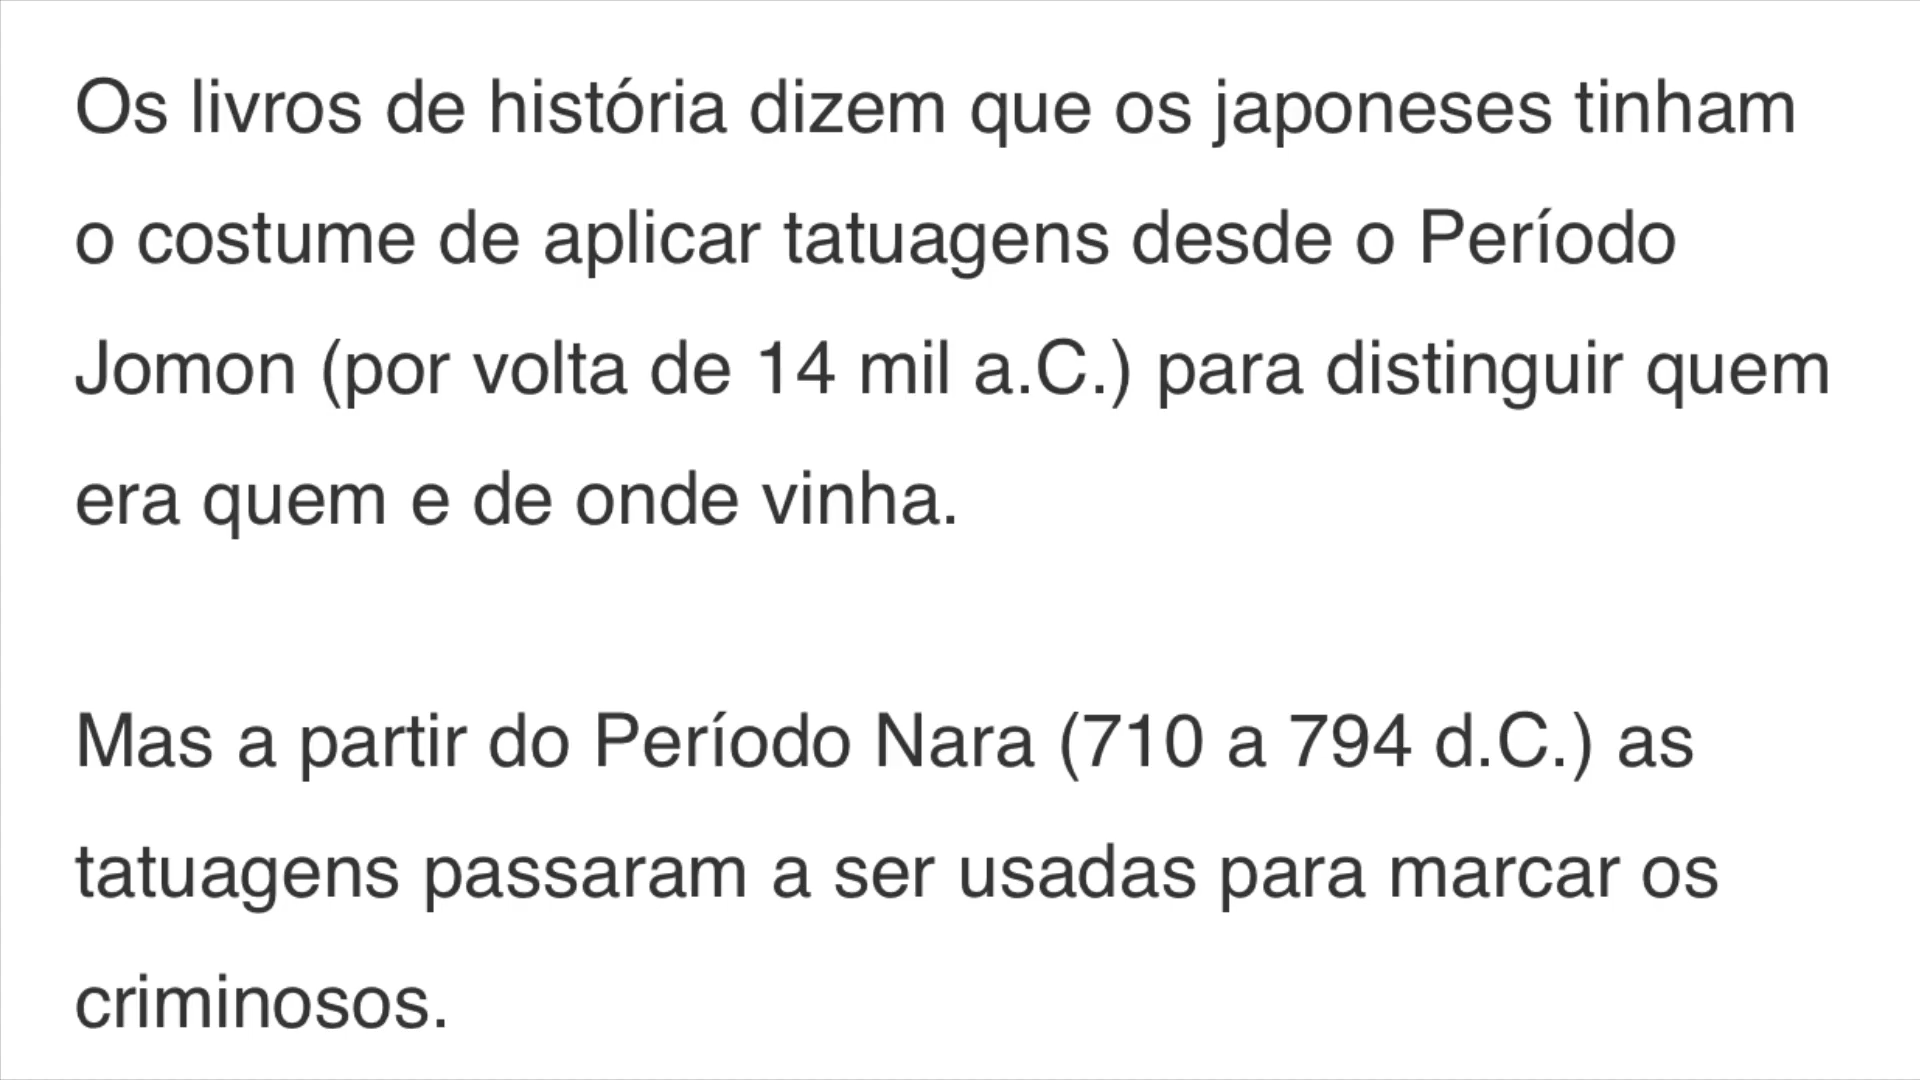 Os livros de história dizem que os japoneses tinham
o costume de aplicar tatuagens desde o Período
Jomon (por volta de 14 mil a.C.) para distinguir quem
era quem e de onde vinha.
Mas a partir do Período Nara (710 a 794 d.C.) as
tatuagens passaram a ser usadas para marcar os
criminosos.